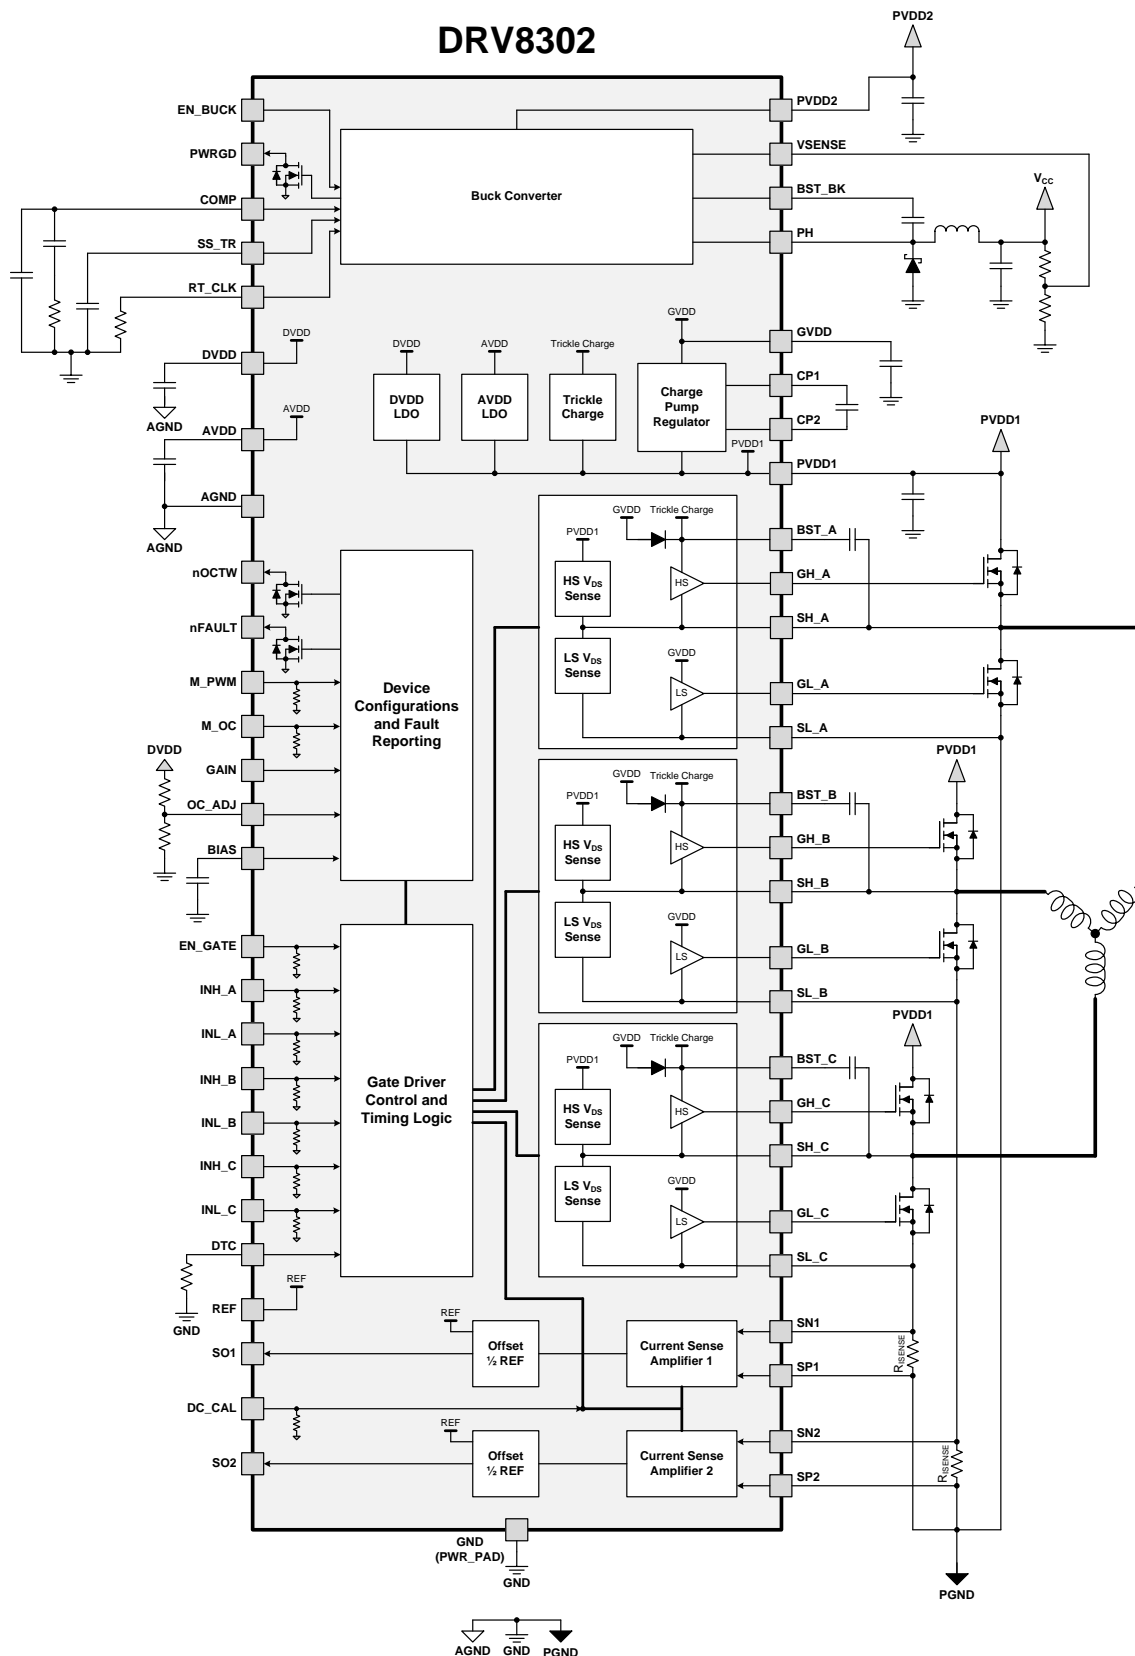 DRV8302
PVDD2
EN_BUCK
PWRGD
COMP
SS_TR
RT_CLK
Buck Converter
PVDD2
VSENSE
BST_BK
PH
VCC
DVDD
DVDD
AGND
AVDD
AVDD
AGND
AGND
DVDD
DVDD
LDO
AVDD
AVDD
LDO
Trickle Charge
Trickle
Charge
GVDD
Charge
Pump
Regulator
PVDD1
GVDD
CP1
CP2
PVDD1
PVDD1
nOCTW
nFAULT
M_PWM
M_OC
GAIN
DVDD
OC_ADJ
BIAS
Device
Configurations
and Fault
Reporting
GVDD
Trickle Charge
PVDD1
HS VDS
Sense
HS
LS VDS
Sense
GVDD
LS
BST_A
GH_A
SH_A
GL_A
SL_A
PVDD1
GVDD
Trickle Charge
PVDD1
HS VDS
Sense
HS
LS VDS
Sense
GVDD
LS
BST_B
GH_B
SH_B
GL_B
SL_B
PVDD1
EN_GATE
INH_A
INL_A
INH_B
INL_B
INH_C
INL_C
DTC
GND
Gate Driver
Control and
Timing Logic
GVDD
Trickle Charge
PVDD1
HS VDS
Sense
HS
LS VDS
Sense
GVDD
LS
BST_C
GH_C
SH_C
GL_C
SL_C
REF
REF
SO1
DC_CAL
SO2
REF
Offset
½ REF
Current Sense
Amplifier 1
REF
Offset
½ REF
Current Sense
Amplifier 2
SN1
SP1
RISENSE
SN2
SP2
RISENSE
GND
(PWR_PAD)
GND
PGND
AGND
GND
PGND